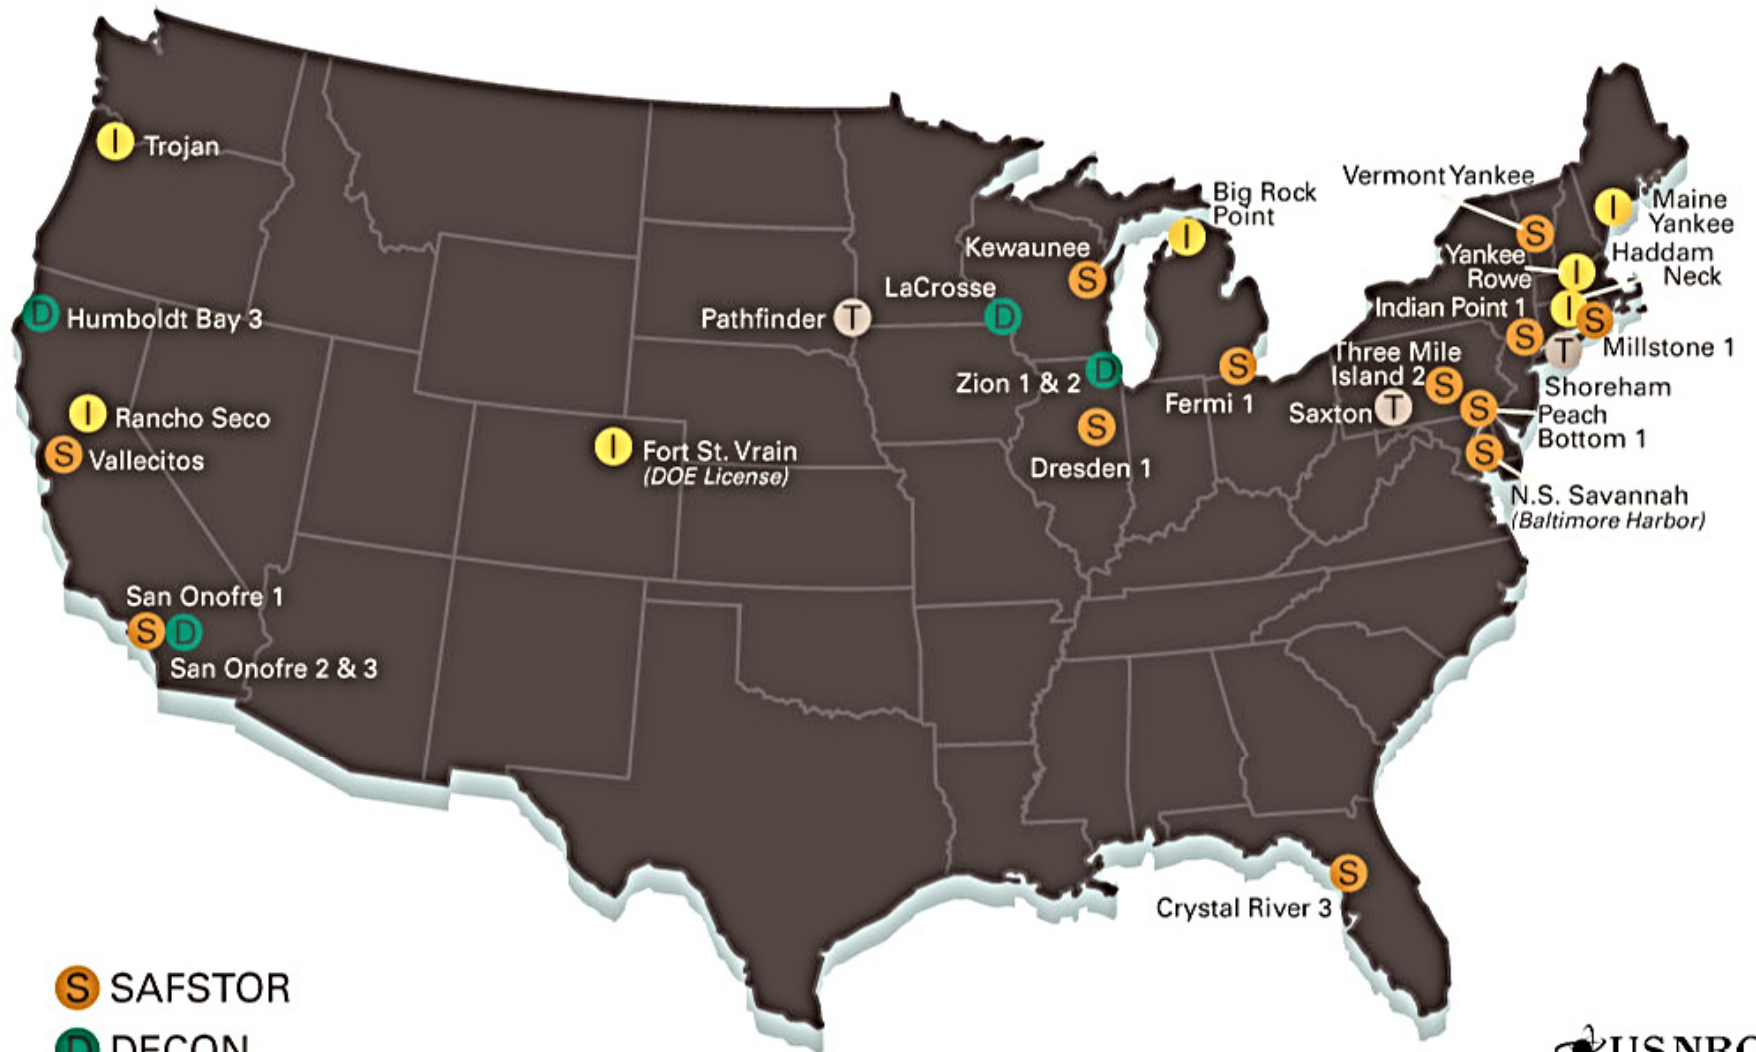 I Trojan
Vermont Yankee
Big Rock
Point
I
I
Maine
Yankee
S
Kewaunee
S
Haddam
Neck
Yankee
Rowe
I
LaCrosse
D
Indian Point 1
I
S
D Humboldt Bay 3
Pathfinder T
S
T
Millstone 1
Three Mile
Island 2
S
Zion 1 & 2
D
S
Fermi 1
Shoreham
Saxton T
S
Peach
Bottom 1
I Rancho Seco
S
Dresden 1
S Vallecitos
I Fort St. Vrain
(DOE License)
S
N.S. Savannah
(Baltimore Harbor)
San Onofre 1
S D
San Onofre 2 & 3
S
Crystal River 3
S SAFSTOR
D DECON
U.S.NRC